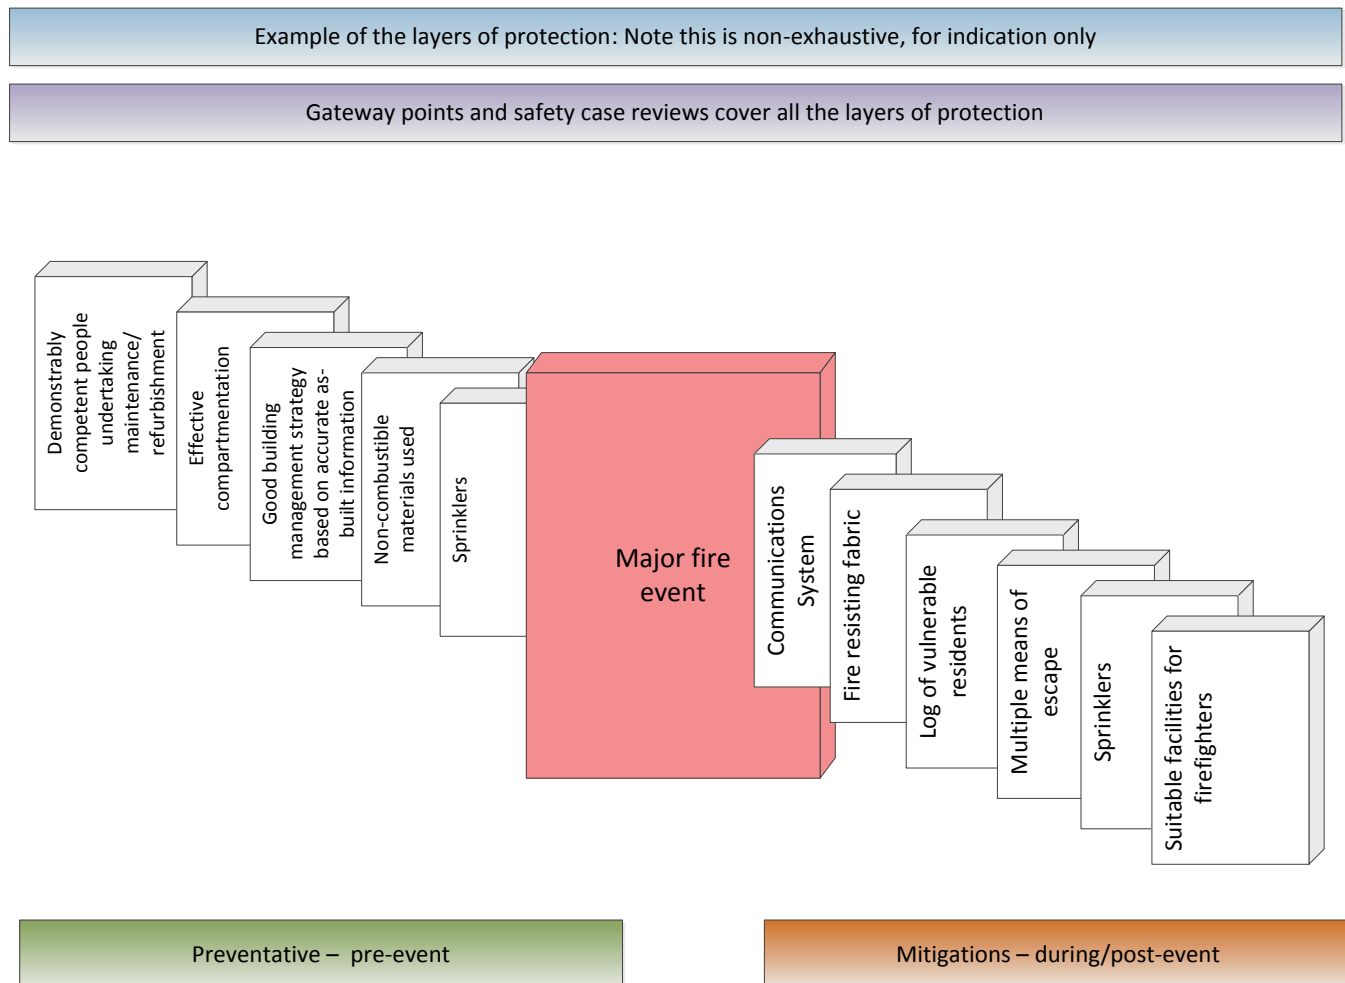 Example of the layers of protection: Note this is non-exhaustive, for indication only
Gateway points and safety case reviews cover all the layers of protection
Demonstrably
competent people
undertaking
maintenance/
refurbishment
Effective
compartmentation
Good building
management strategy
based on accurate as-
built information
Non-combustible
materials used
Sprinklers
Major fire
event
Communications
System
Fire resisting fabric
Log of vulnerable
residents
Multiple means of
escape
Sprinklers
Suitable facilities for
firefighters
Preventative – pre-event
Mitigations – during/post-event